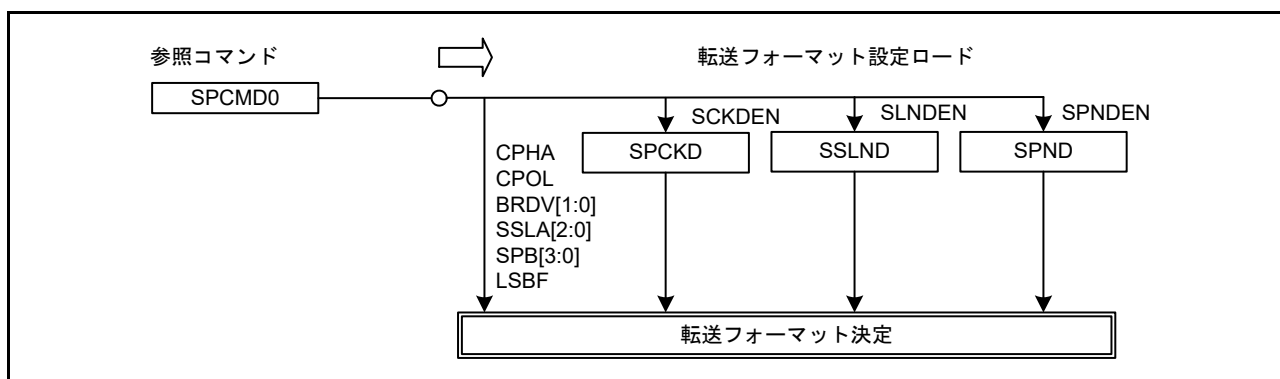 参照コマンド
転送フォーマット設定ロード
SPCMD0
SCKDEN
SLNDEN
SPNDEN
SPCKD
SSLND
SPND
CPHA
CPOL
BRDV[1:0]
SSLA[2:0]
SPB[3:0]
LSBF
転送フォーマット決定